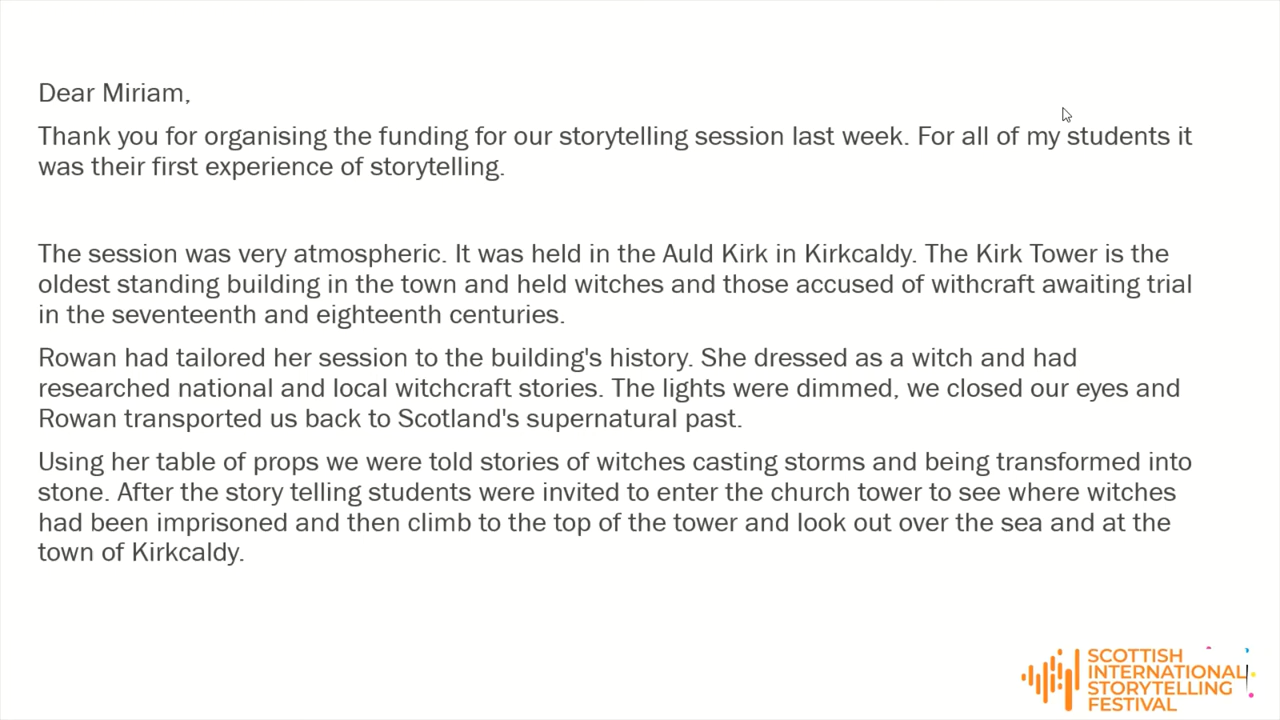 Dear Miriam,
Thank you for organising the funding for our storytelling session last week. For all of my students it
was their first experience of storytelling.
The session was very atmospheric. It was held in the Auld Kirk in Kirkcaldy. The Kirk Tower is the
oldest standing building in the town and held witches and those accused of withcraft awaiting trial
in the seventeenth and eighteenth centuries.
Rowan had tailored her session to the building's history. She dressed as a witch and had
researched national and local witchcraft stories. The lights were dimmed, we closed our eyes and
Rowan transported us back to Scotland's supernatural past.
Using her table of props we were told stories of witches casting storms and being transformed into
stone. After the story telling students were invited to enter the church tower to see where witches
had been imprisoned and then climb to the top of the tower and look out over the sea and at the
town of Kirkcaldy.
SCOTTISH
INTERNATIONAL
STORYTELLING
FESTIVAL